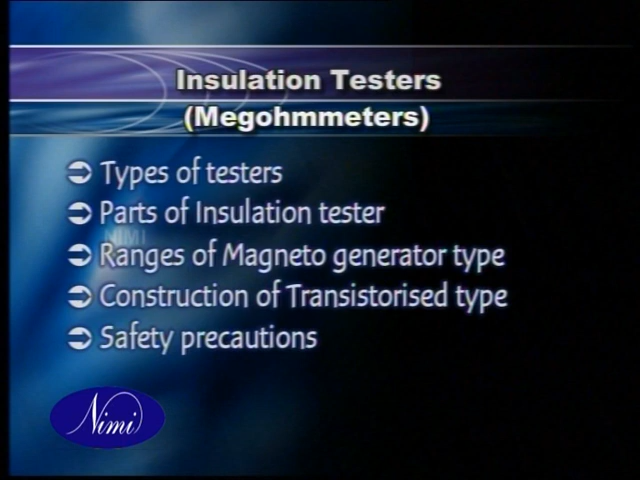 Insulation Testers
(Megohmmeters)
Types of testers
Parts of Insulation tester
NIMI
Ranges of Magneto generator type
Construction of Transistorised type
Safety precautions
Nimi